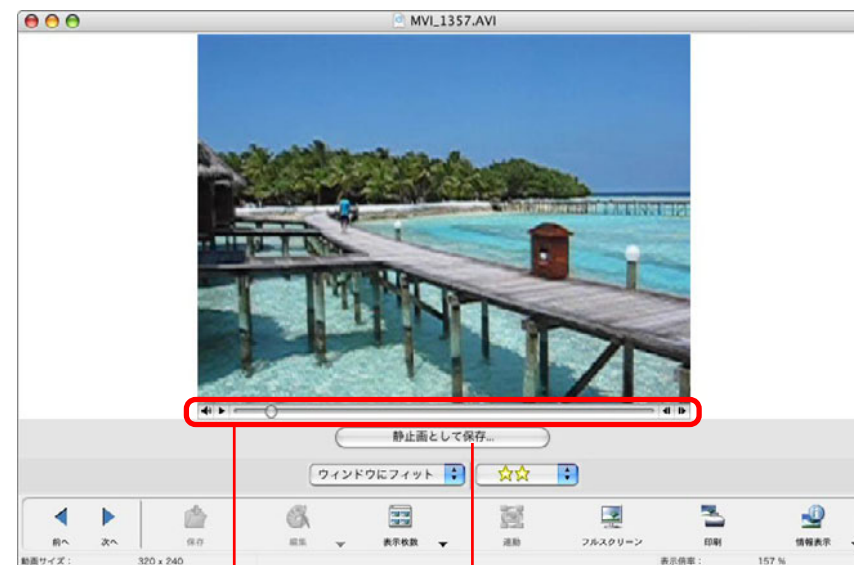 MVI_1357.AVI
静止画として保存...
ウィンドウにフィット
前へ 次へ 保存 編集 表示枚数 連動 フルスクリーン 印刷 情報表示
動画サイズ: 320 x 240 表示倍率: 157 %